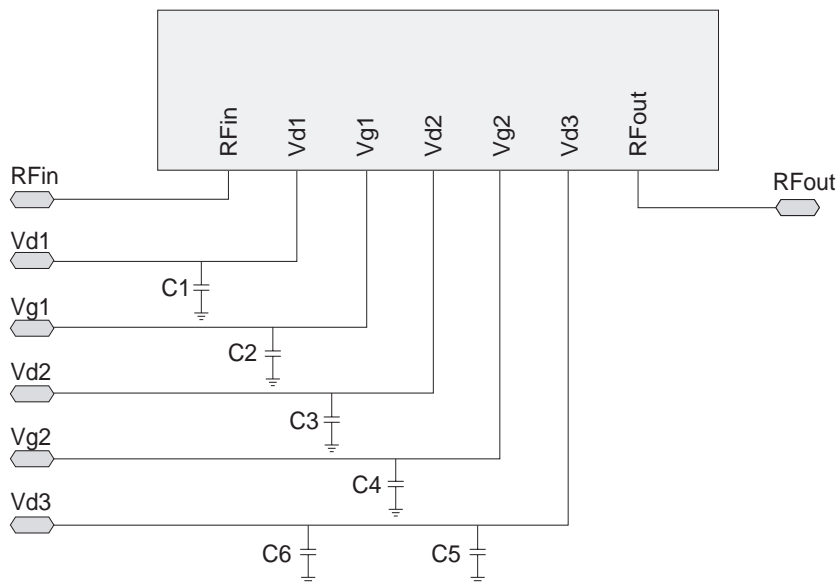 RFin
Vd1
Vg1
Vd2
Vg2
Vd3
RFout
RFin
RFout
Vd1
C1
Vg1
C2
Vd2
C3
Vg2
C4
Vd3
C6
C5